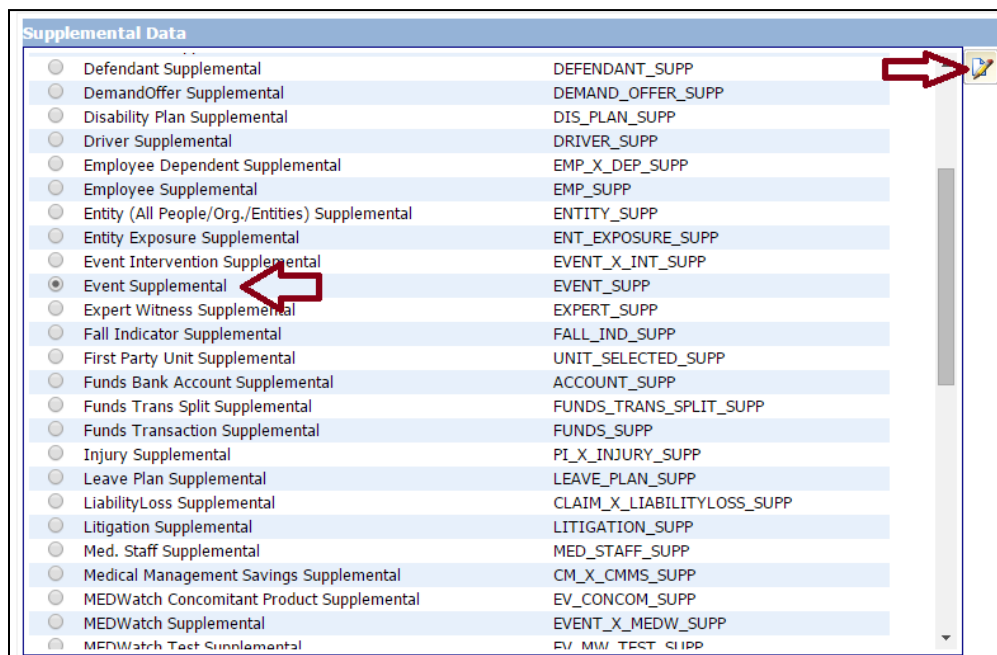 Supplemental Data
Defendant Supplemental DEFENDANT_SUPP
DemandOffer Supplemental DEMAND_OFFER_SUPP
Disability Plan Supplemental DIS_PLAN_SUPP
Driver Supplemental DRIVER_SUPP
Employee Dependent Supplemental EMP_X_DEP_SUPP
Employee Supplemental EMP_SUPP
Entity (All People/Org./Entities) Supplemental ENTITY_SUPP
Entity Exposure Supplemental ENT_EXPOSURE_SUPP
Event Intervention Supplemental EVENT_X_INT_SUPP
Event Supplemental EVENT_SUPP
Expert Witness Supplemental EXPERT_SUPP
Fall Indicator Supplemental FALL_IND_SUPP
First Party Unit Supplemental UNIT_SELECTED_SUPP
Funds Bank Account Supplemental ACCOUNT_SUPP
Funds Trans Split Supplemental FUNDS_TRANS_SPLIT_SUPP
Funds Transaction Supplemental FUNDS_SUPP
Injury Supplemental PI_X_INJURY_SUPP
Leave Plan Supplemental LEAVE_PLAN_SUPP
LiabilityLoss Supplemental CLAIM_X_LIABILITYLOSS_SUPP
Litigation Supplemental LITIGATION_SUPP
Med. Staff Supplemental MED_STAFF_SUPP
Medical Management Savings Supplemental CM_X_CMMS_SUPP
MEDWatch Concomitant Product Supplemental EV_CONCOM_SUPP
MEDWatch Supplemental EVENT_X_MEDW_SUPP
MEDWatch Test Supplemental EV_MW_TEST_SUPP